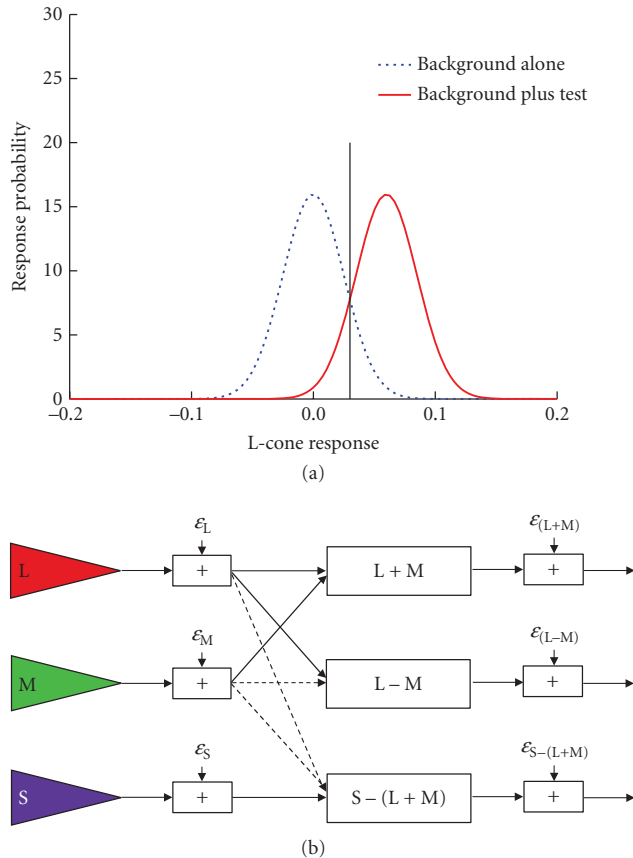 30
25
20
15
10
5
0
Response probability
Background alone
Background plus test
−0.2
−0.1
0.0
0.1
0.2
L-cone response
(a)
εL
ε(L+M)
L
+
L + M
+
εM
ε(L−M)
M
+
L − M
+
εS
εS−(L+M)
S
+
S − (L + M)
+
(b)